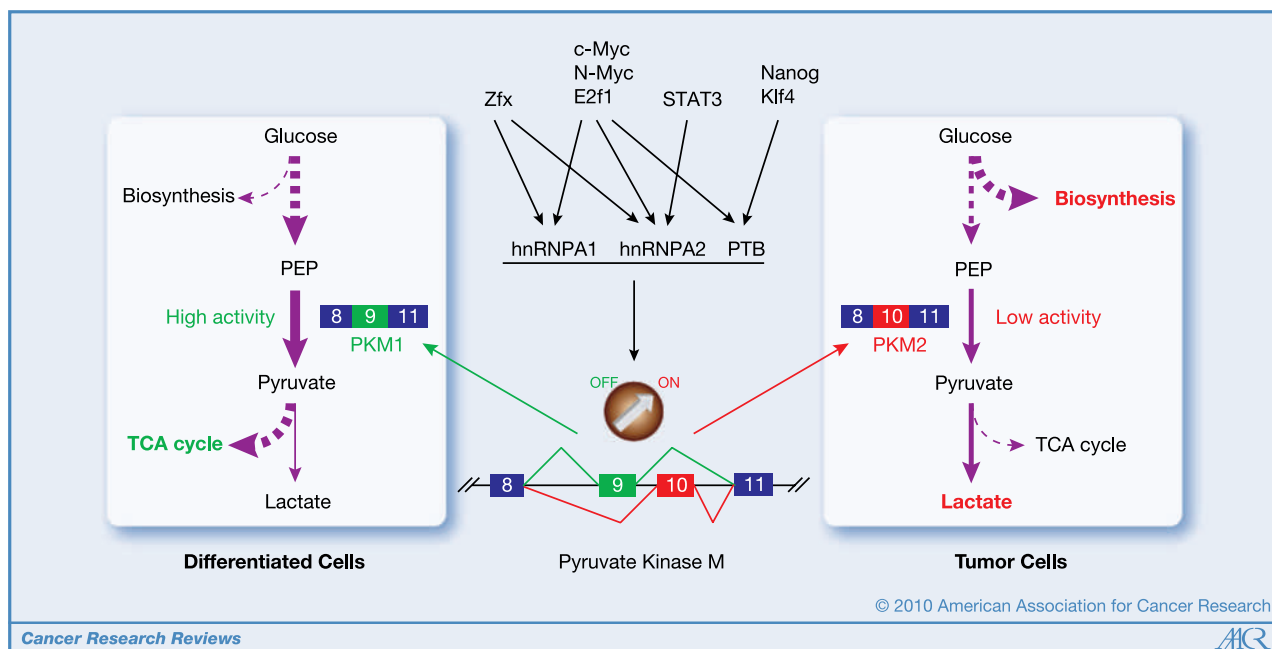 c-Myc
N-Myc
E2f1
Zfx
STAT3
Nanog
Klf4
hnRNPA1
hnRNPA2
PTB
Glucose
Biosynthesis
PEP
High activity
8 9 11
PKM1
Pyruvate
TCA cycle
Lactate
Differentiated Cells
OFF
ON
8 9 10 11
Pyruvate Kinase M
Glucose
Biosynthesis
PEP
8 10 11
PKM2
Low activity
Pyruvate
TCA cycle
Lactate
Tumor Cells
© 2010 American Association for Cancer Research
Cancer Research Reviews
AACR